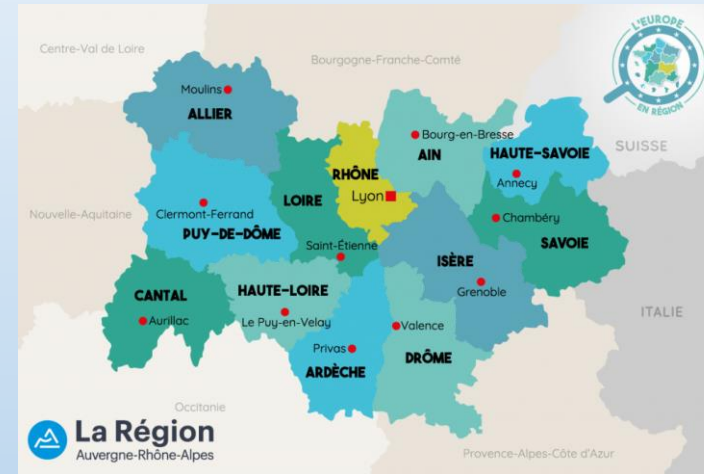 L'EUROPE
EN RÉGION
Centre-Val de Loire
Bourgogne-Franche-Comté
Moulins
ALLIER
Bourg-en-Bresse
AIN
HAUTE-SAVOIE
SUISSE
RHÔNE
Annecy
Lyon
LOIRE
Nouvelle-Aquitaine
Clermont-Ferrand
Chambéry
PUY-DE-DÔME
SAVOIE
Saint-Étienne
ISÈRE
Grenoble
CANTAL
HAUTE-LOIRE
ITALIE
Aurillac
Le Puy-en-Velay
Valence
Privas
DRÔME
ARDÈCHE
Occitanie
La Région
Auvergne-Rhône-Alpes
Provence-Alpes-Côte d'Azur